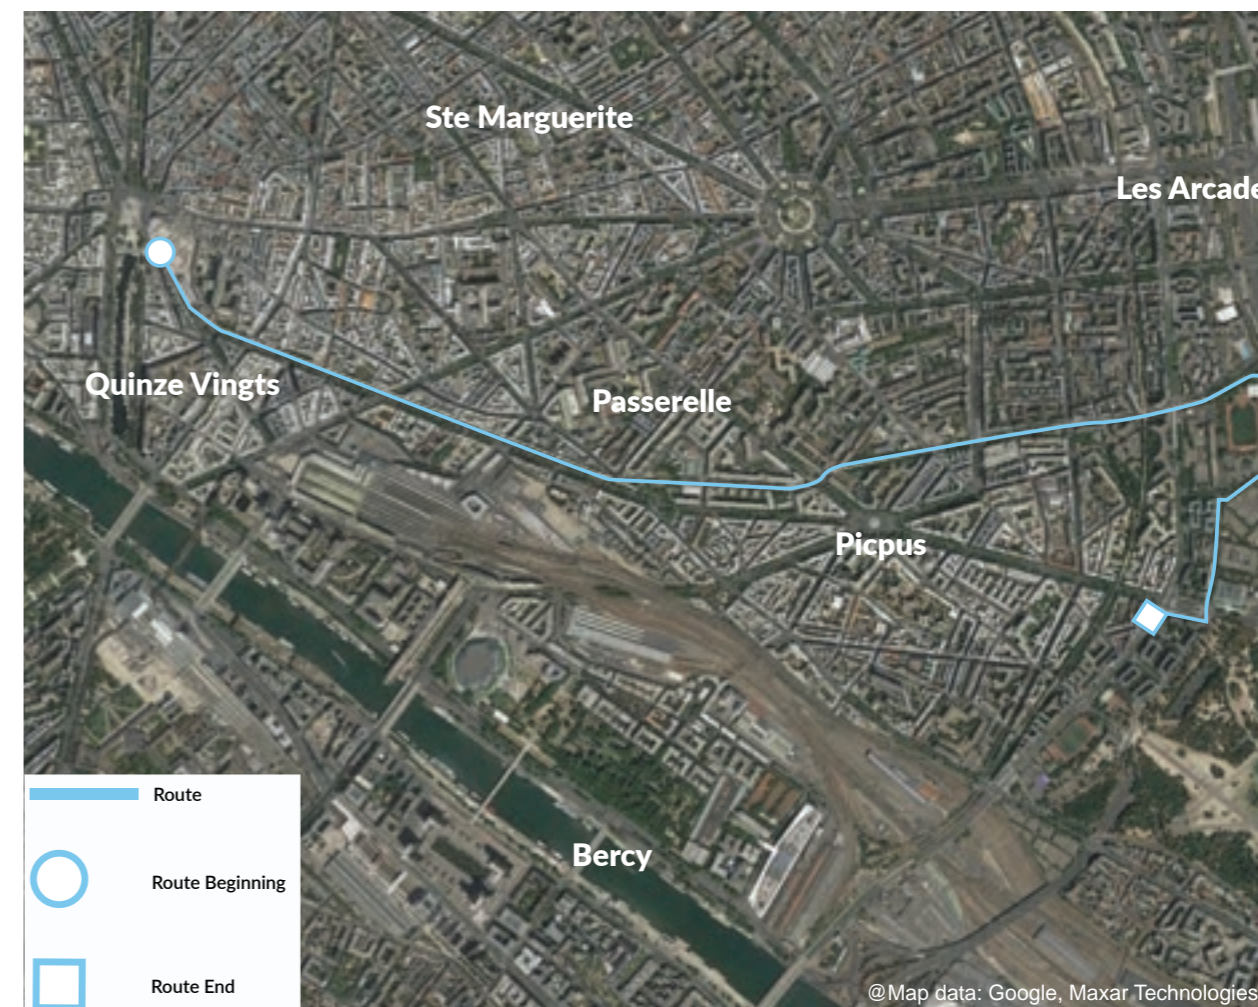 Ste Marguerite
Les Arcade
Quinze Vingts
Passerelle
Picpus
Bercy
Route
Route Beginning
Route End
@Map data: Google, Maxar Technologies